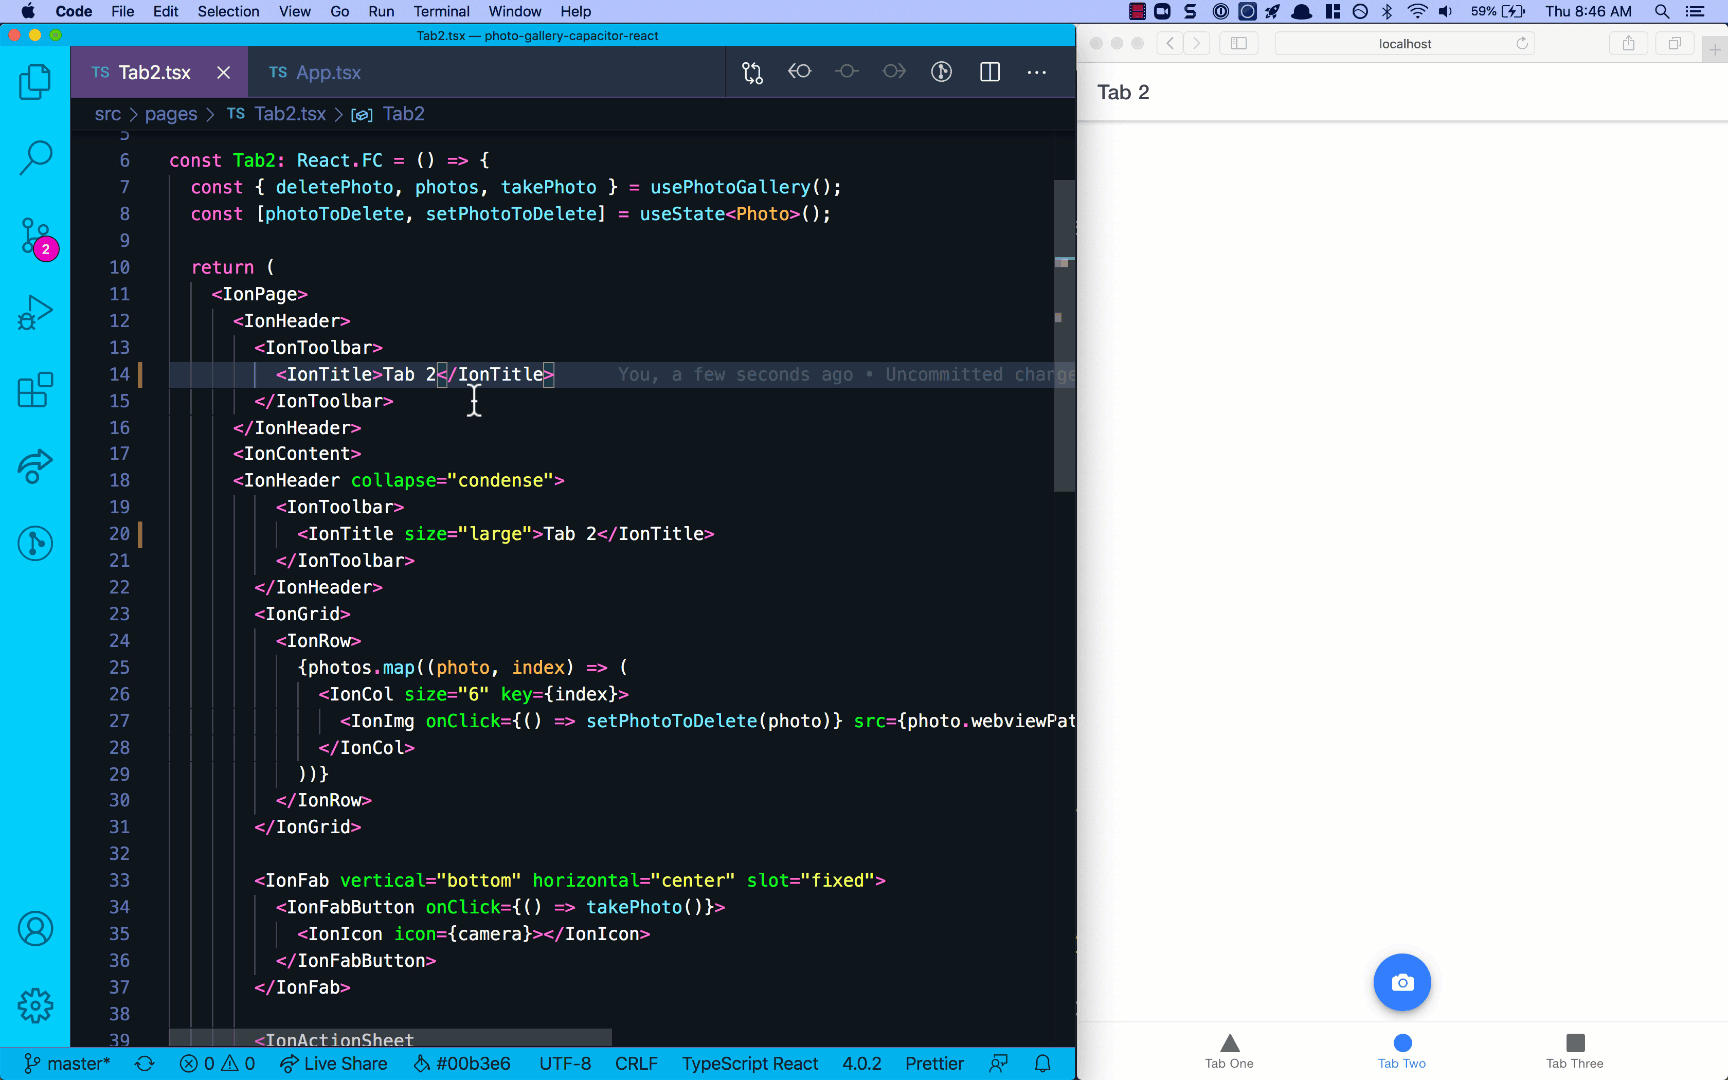 Code File Edit Selection View Go Run Terminal Window Help 59% Thu 8:46 AM
Tab2.tsx — photo-gallery-capacitor-react
TS Tab2.tsx TS App.tsx
src > pages > TS Tab2.tsx > Tab2
5
6 const Tab2: React.FC = () => {
7 const { deletePhoto, photos, takePhoto } = usePhotoGallery();
8 const [photoToDelete, setPhotoToDelete] = useState<Photo>();
9
10 return (
11 <IonPage>
12 <IonHeader>
13 <IonToolbar>
14 <IonTitle>Tab 2</IonTitle> You, a few seconds ago • Uncommitted change
15 </IonToolbar>
16 </IonHeader>
17 <IonContent>
18 <IonHeader collapse="condense">
19 <IonToolbar>
20 <IonTitle size="large">Tab 2</IonTitle>
21 </IonToolbar>
22 </IonHeader>
23 <IonGrid>
24 <IonRow>
25 {photos.map((photo, index) => (
26 <IonCol size="6" key={index}>
27 <IonImg onClick={() => setPhotoToDelete(photo)} src={photo.webviewPat
28 </IonCol>
29 ))}
30 </IonRow>
31 </IonGrid>
32
33 <IonFab vertical="bottom" horizontal="center" slot="fixed">
34 <IonFabButton onClick={() => takePhoto()}>
35 <IonIcon icon={camera}></IonIcon>
36 </IonFabButton>
37 </IonFab>
38
39 <IonActionSheet
2
master* 0 0 Live Share #00b3e6 UTF-8 CRLF TypeScript React 4.0.2 Prettier
localhost
Tab 2
Tab One Tab Two Tab Three